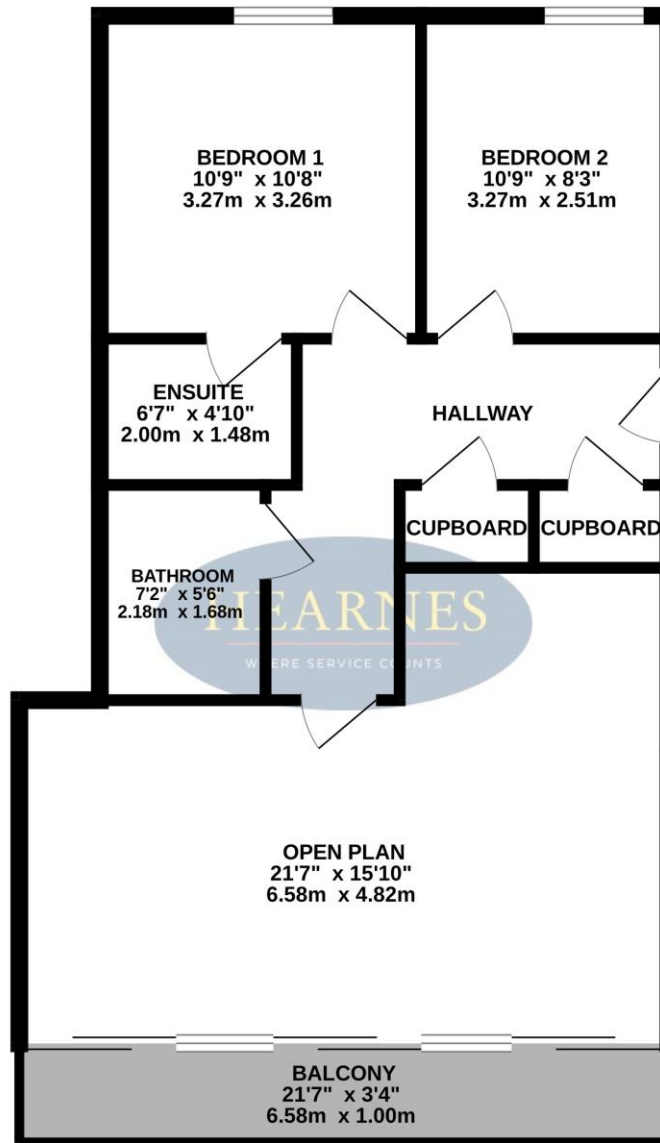 BEDROOM 1
10'9" x 10'8"
3.27m x 3.26m
BEDROOM 2
10'9" x 8'3"
3.27m x 2.51m
ENSUITE
6'7" x 4'10"
2.00m x 1.48m
HALLWAY
CUPBOARD
CUPBOARD
BATHROOM
7'2" x 5'6"
2.18m x 1.68m
HEARNES
WHERE SERVICE COUNTS
OPEN PLAN
21'7" x 15'10"
6.58m x 4.82m
BALCONY
21'7" x 3'4"
6.58m x 1.00m